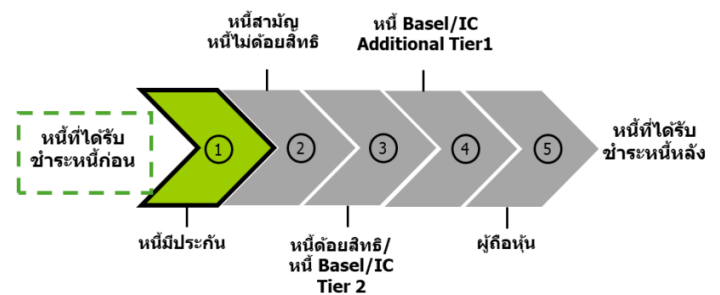 หนี้สามัญ
หนี้ไม่ด้อยสิทธิ
หนี้ Basel/IC
Additional Tier1
หนี้ที่ได้รับ
ชำระหนี้ก่อน
1
2
3
4
5
หนี้ที่ได้รับ
ชำระหนี้หลัง
หนี้มีประกัน
หนี้ด้อยสิทธิ/
หนี้ Basel/IC
Tier 2
ผู้ถือหุ้น